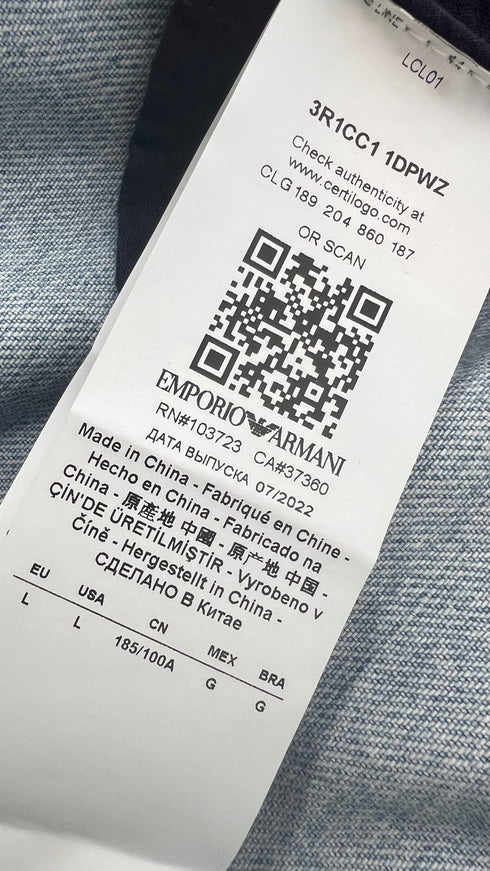 LINE
LCL01
3R1CC1 1DPWZ
Check authenticity at
www.certilogo.com
CLG189 204 860 187
OR SCAN
EMPORIO ARMANI
RN#103723 CA#37360
ДАТА ВЫПУСКА 07/2022
Made in China - Fabriqué en Chine -
Hecho en China - Fabricado na
China - 原產地 中國 - 原产地 中国 -
ÇİN'DE ÜRETİLMİŞTİR - Vyrobeno v
Číně - Hergestellt in China -
СДЕЛАНО В Китае
EU USA CN MEX BRA
L L 185/100A G G